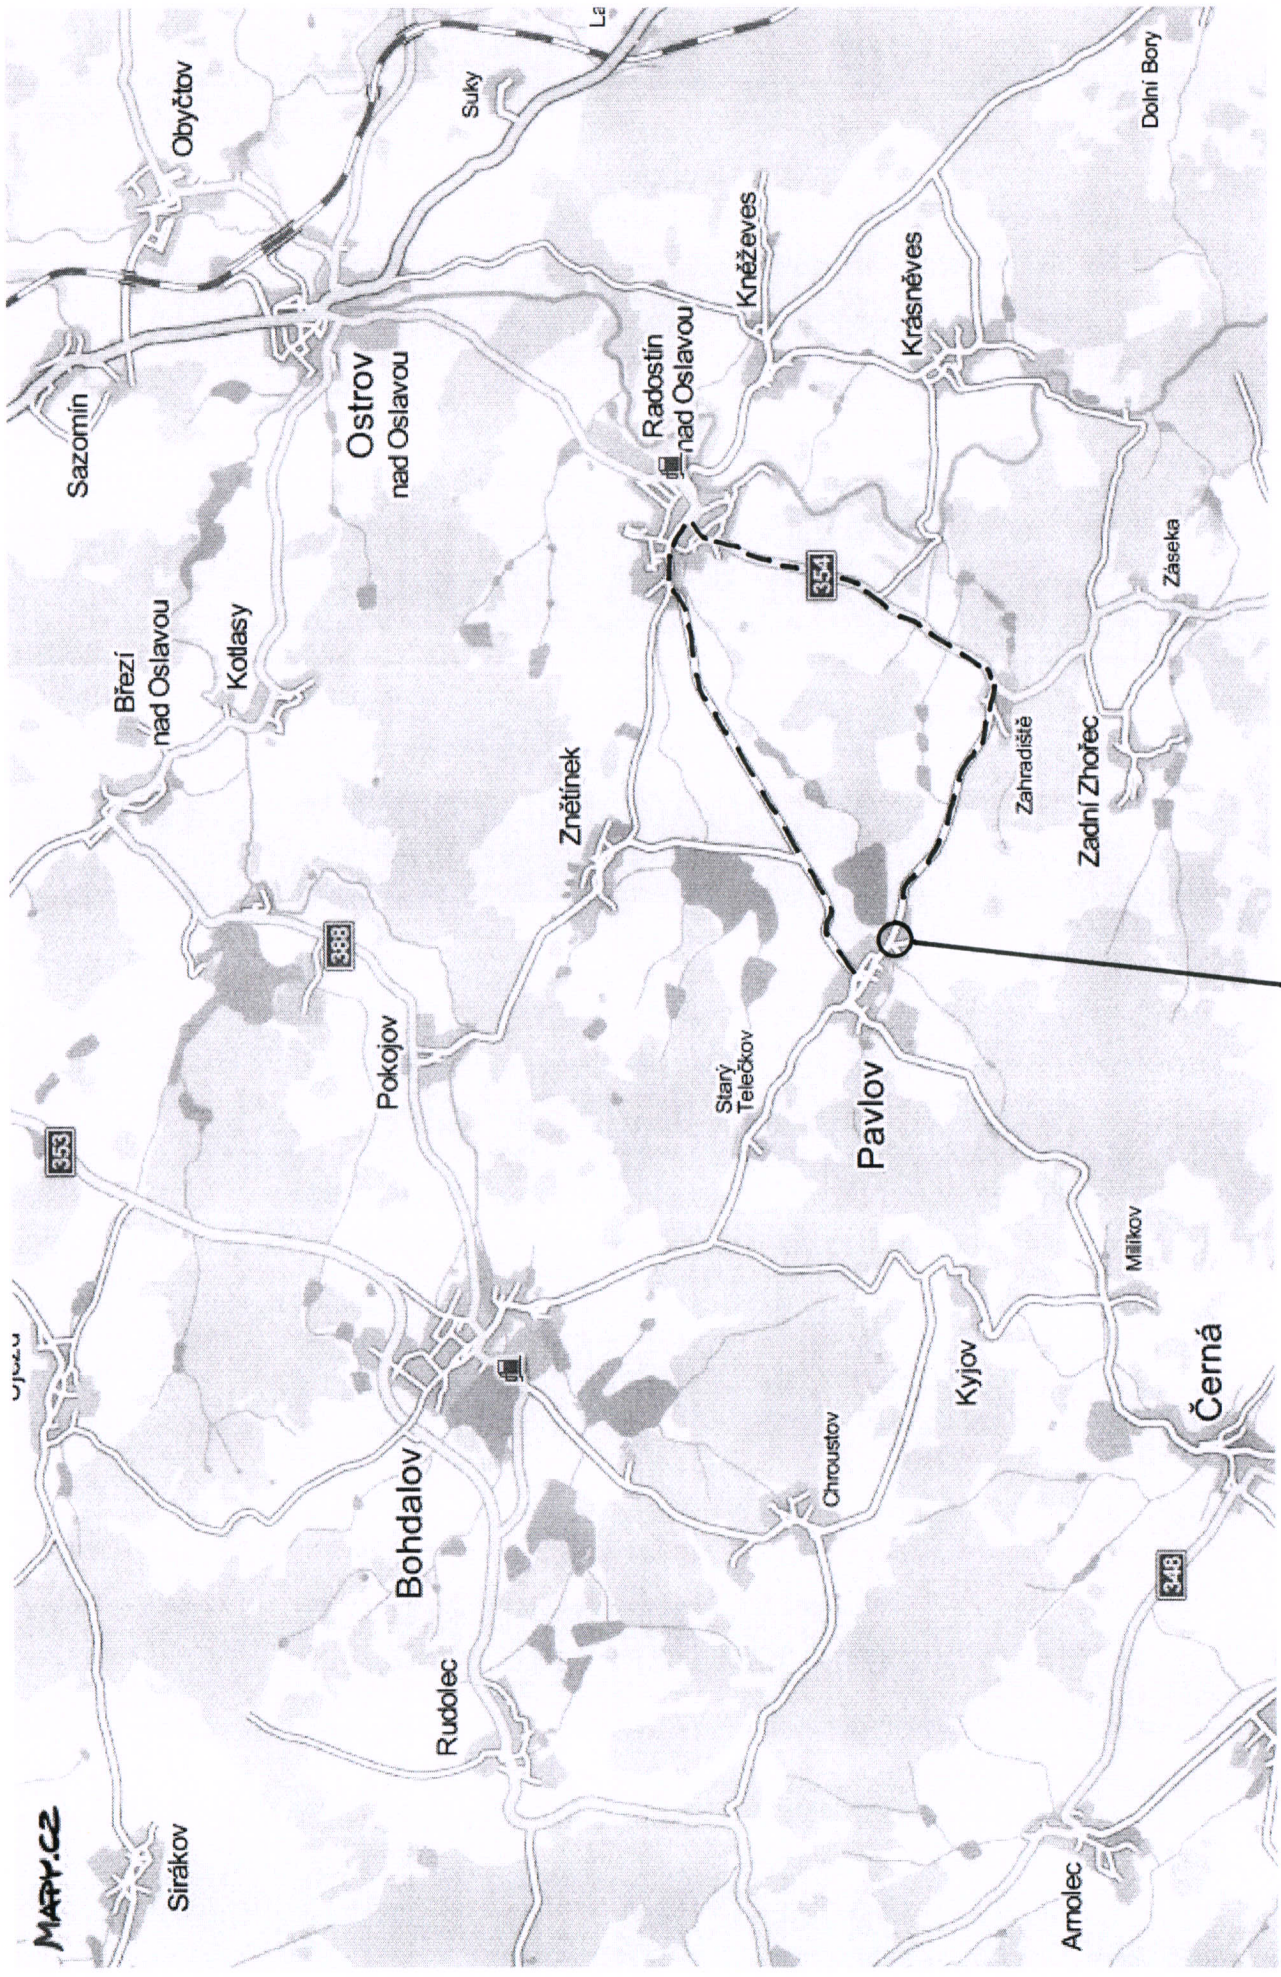 MAPY.CZ
Sirákov
Rudolec
Arnolec
348
Bohdalov
Chroustov
Kyjov
Černá
Milíkov
353
Pokojov
388
Starý
Telečkov
Pavlov
Znětínek
Březí
nad Oslavou
Kotlasy
Zahradiště
Zadní Zhořec
Záseka
354
Sazomín
Ostrov
nad Oslavou
Radostín
nad Oslavou
Kněževes
Krásněves
Obyčtov
Suky
Dolní Bory